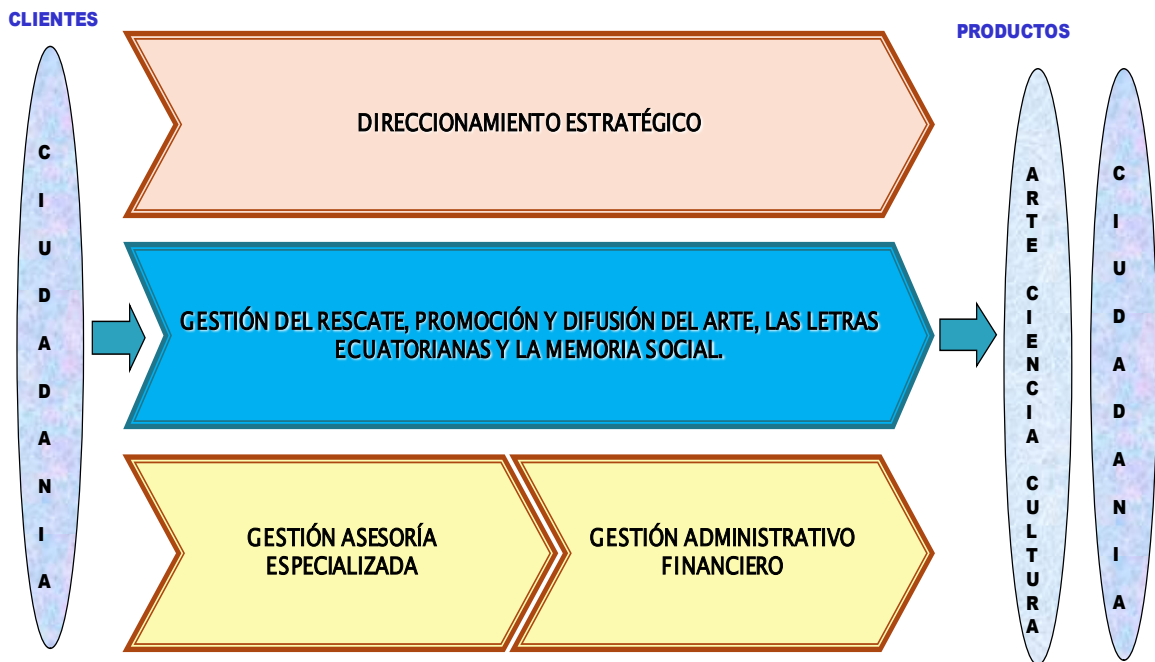 CLIENTES
PRODUCTOS
CIUDADANIA
DIRECCIONAMIENTO ESTRATÉGICO
GESTIÓN DEL RESCATE, PROMOCIÓN Y DIFUSIÓN DEL ARTE, LAS LETRAS
ECUATORIANAS Y LA MEMORIA SOCIAL.
GESTIÓN ASESORÍA
ESPECIALIZADA
GESTIÓN ADMINISTRATIVO
FINANCIERO
ARTE CIENCIA CULTURA
CIUDADANIA